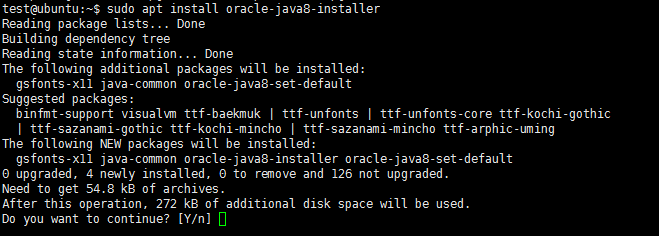 test@ubuntu:~$ sudo apt install oracle-java8-installer
Reading package lists... Done
Building dependency tree
Reading state information... Done
The following additional packages will be installed:
gsfonts-x11 java-common oracle-java8-set-default
Suggested packages:
binfmt-support visualvm ttf-baekmuk | ttf-unfonts | ttf-unfonts-core ttf-kochi-gothic
| ttf-sazanami-gothic ttf-kochi-mincho | ttf-sazanami-mincho ttf-arphic-uming
The following NEW packages will be installed:
gsfonts-x11 java-common oracle-java8-installer oracle-java8-set-default
0 upgraded, 4 newly installed, 0 to remove and 126 not upgraded.
Need to get 54.8 kB of archives.
After this operation, 272 kB of additional disk space will be used.
Do you want to continue? [Y/n]